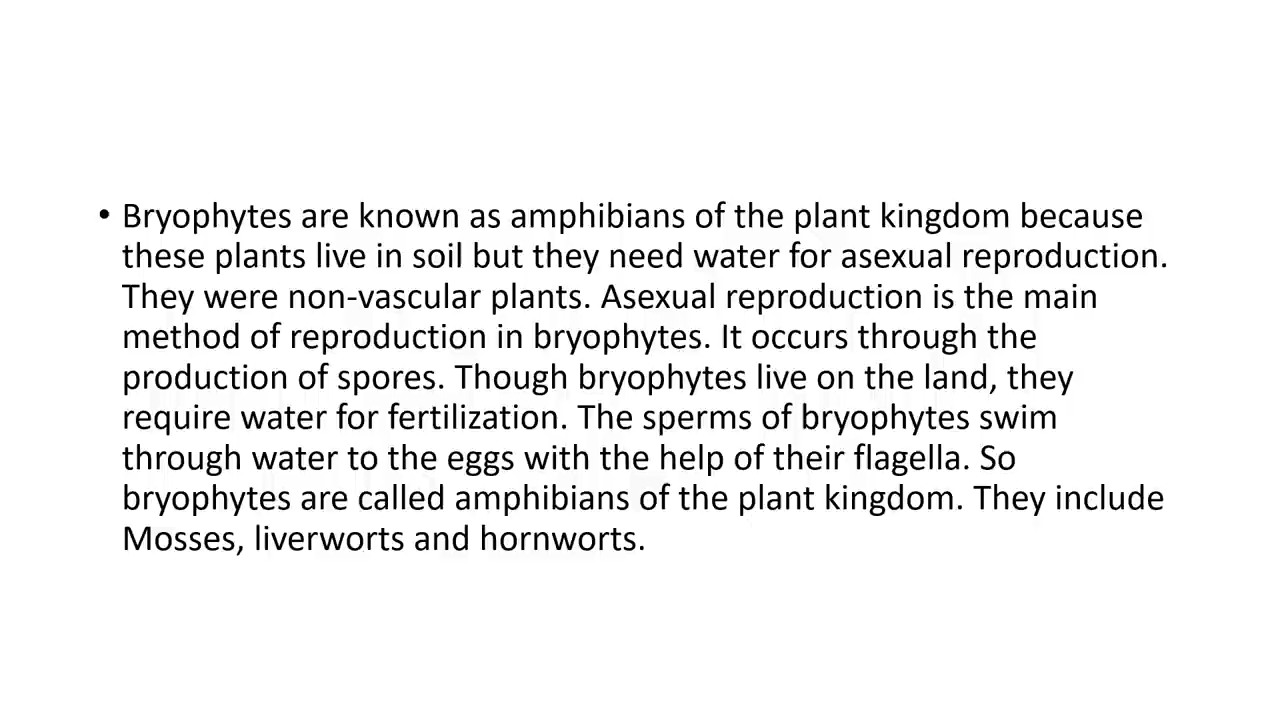 • Bryophytes are known as amphibians of the plant kingdom because
these plants live in soil but they need water for asexual reproduction.
They were non-vascular plants. Asexual reproduction is the main
method of reproduction in bryophytes. It occurs through the
production of spores. Though bryophytes live on the land, they
require water for fertilization. The sperms of bryophytes swim
through water to the eggs with the help of their flagella. So
bryophytes are called amphibians of the plant kingdom. They include
Mosses, liverworts and hornworts.